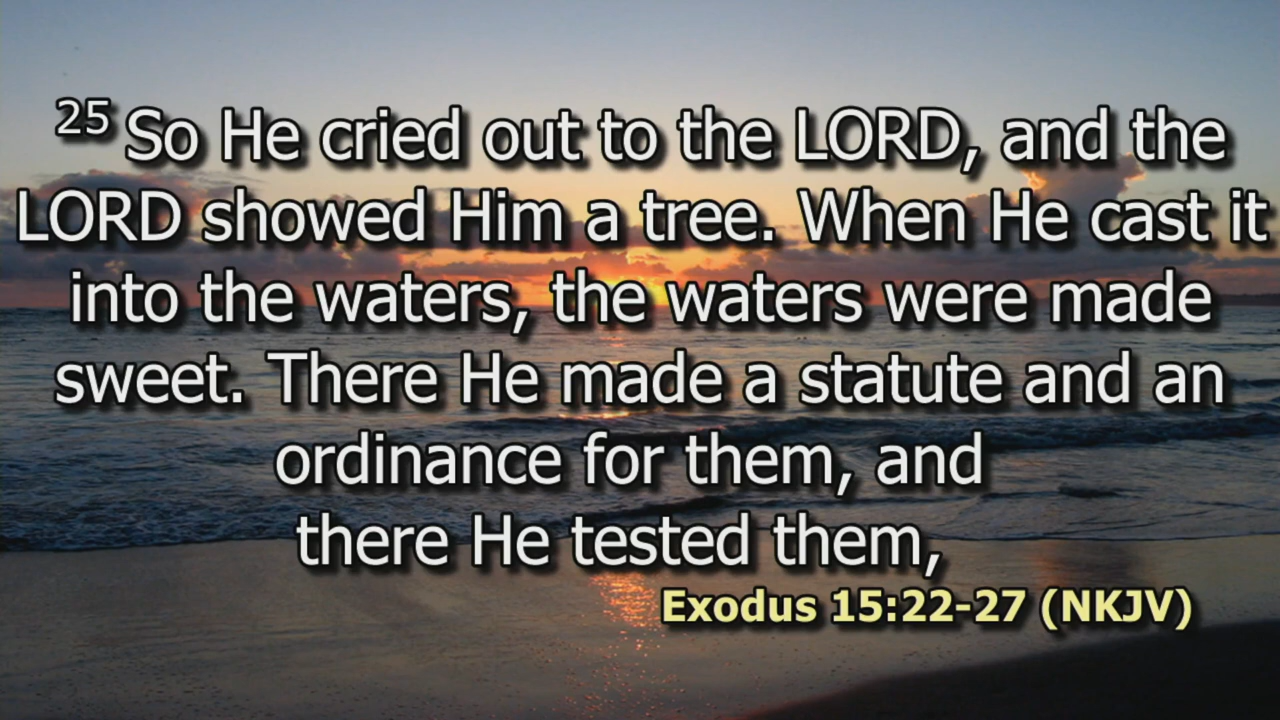 25 So He cried out to the LORD, and the
LORD showed Him a tree. When He cast it
into the waters, the waters were made
sweet. There He made a statute and an
ordinance for them, and
there He tested them,
Exodus 15:22-27 (NKJV)